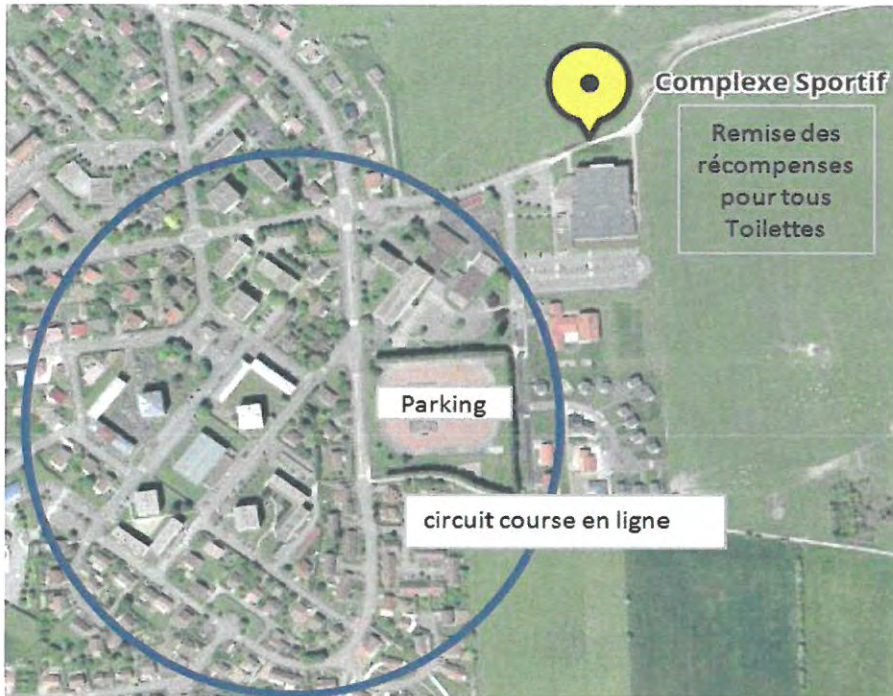 Complexe Sportif
Remise des
récompenses
pour tous
Toilettes
Parking
circuit course en ligne